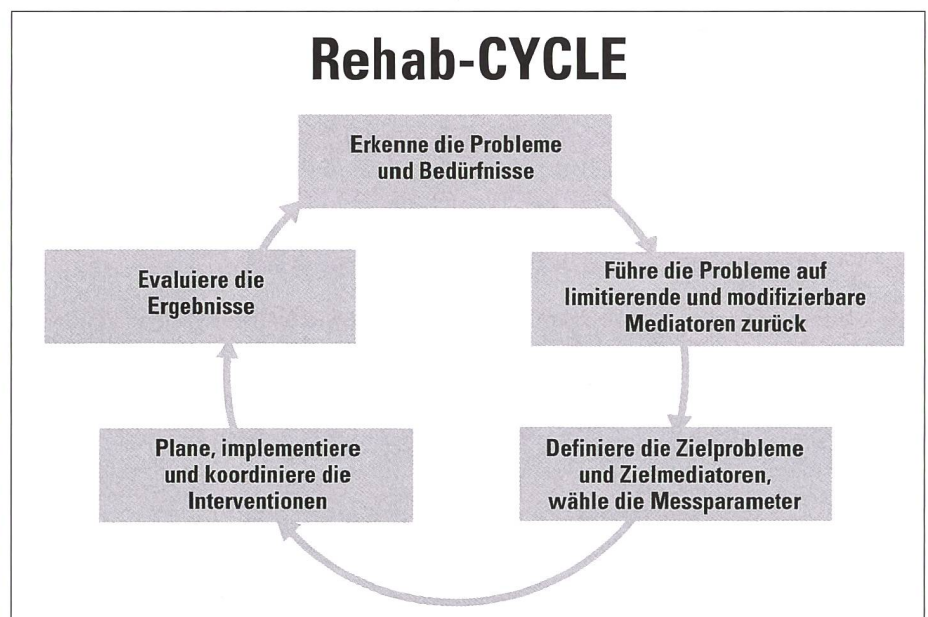 Rehab-CYCLE
Erkenne die Probleme
und Bedürfnisse
Führe die Probleme auf
limitierende und modifizierbare
Mediatoren zurück
Definiere die Zielprobleme
und Zielmediatoren,
wähle die Messparameter
Plane, implementiere
und koordiniere die
Interventionen
Evaluiere die
Ergebnisse